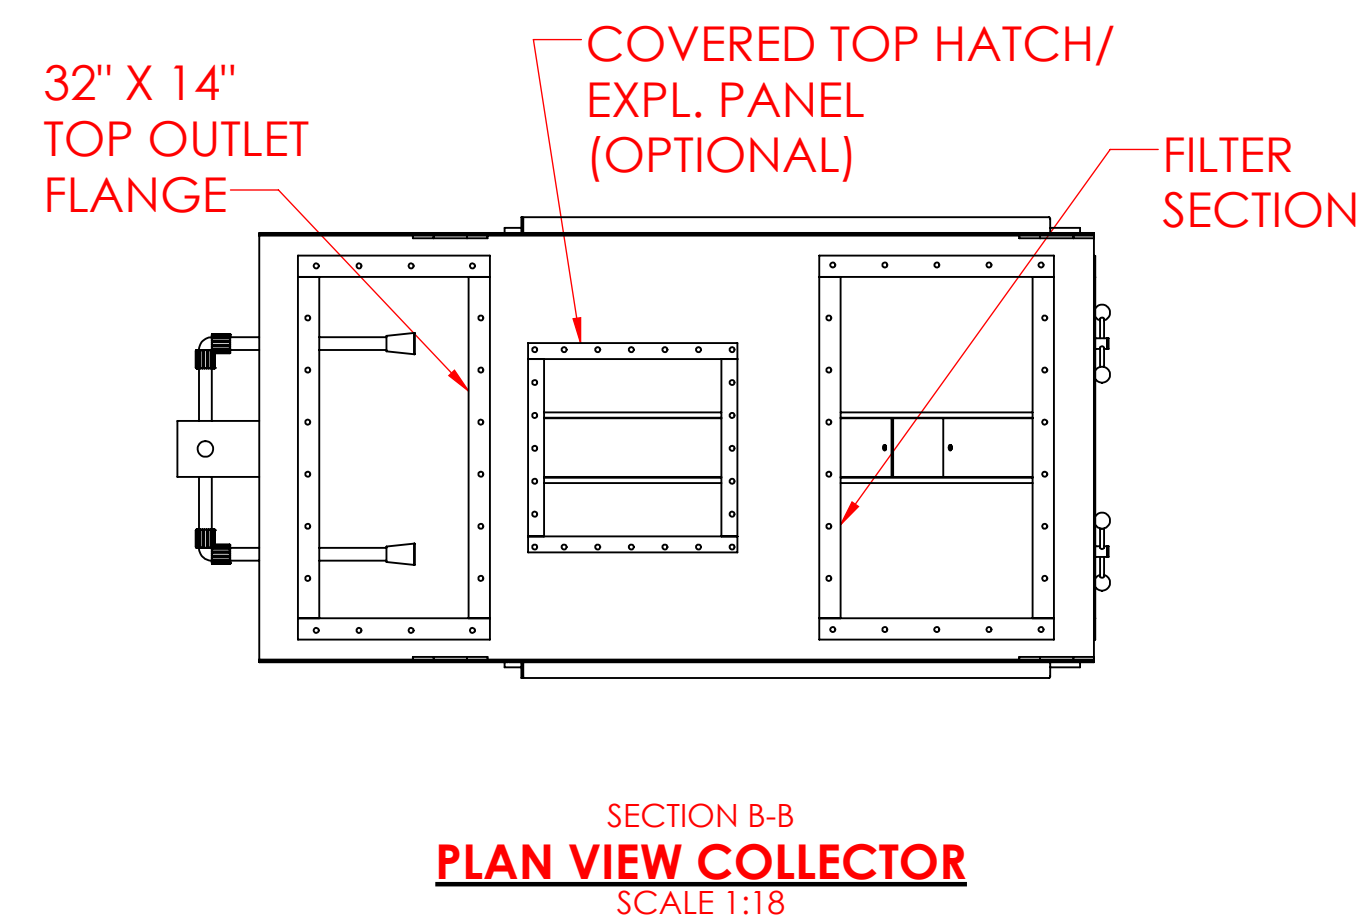 32" X 14"
TOP OUTLET
FLANGE
COVERED TOP HATCH/
EXPL. PANEL
(OPTIONAL)
FILTER
SECTION
SECTION B-B
PLAN VIEW COLLECTOR
SCALE 1:18